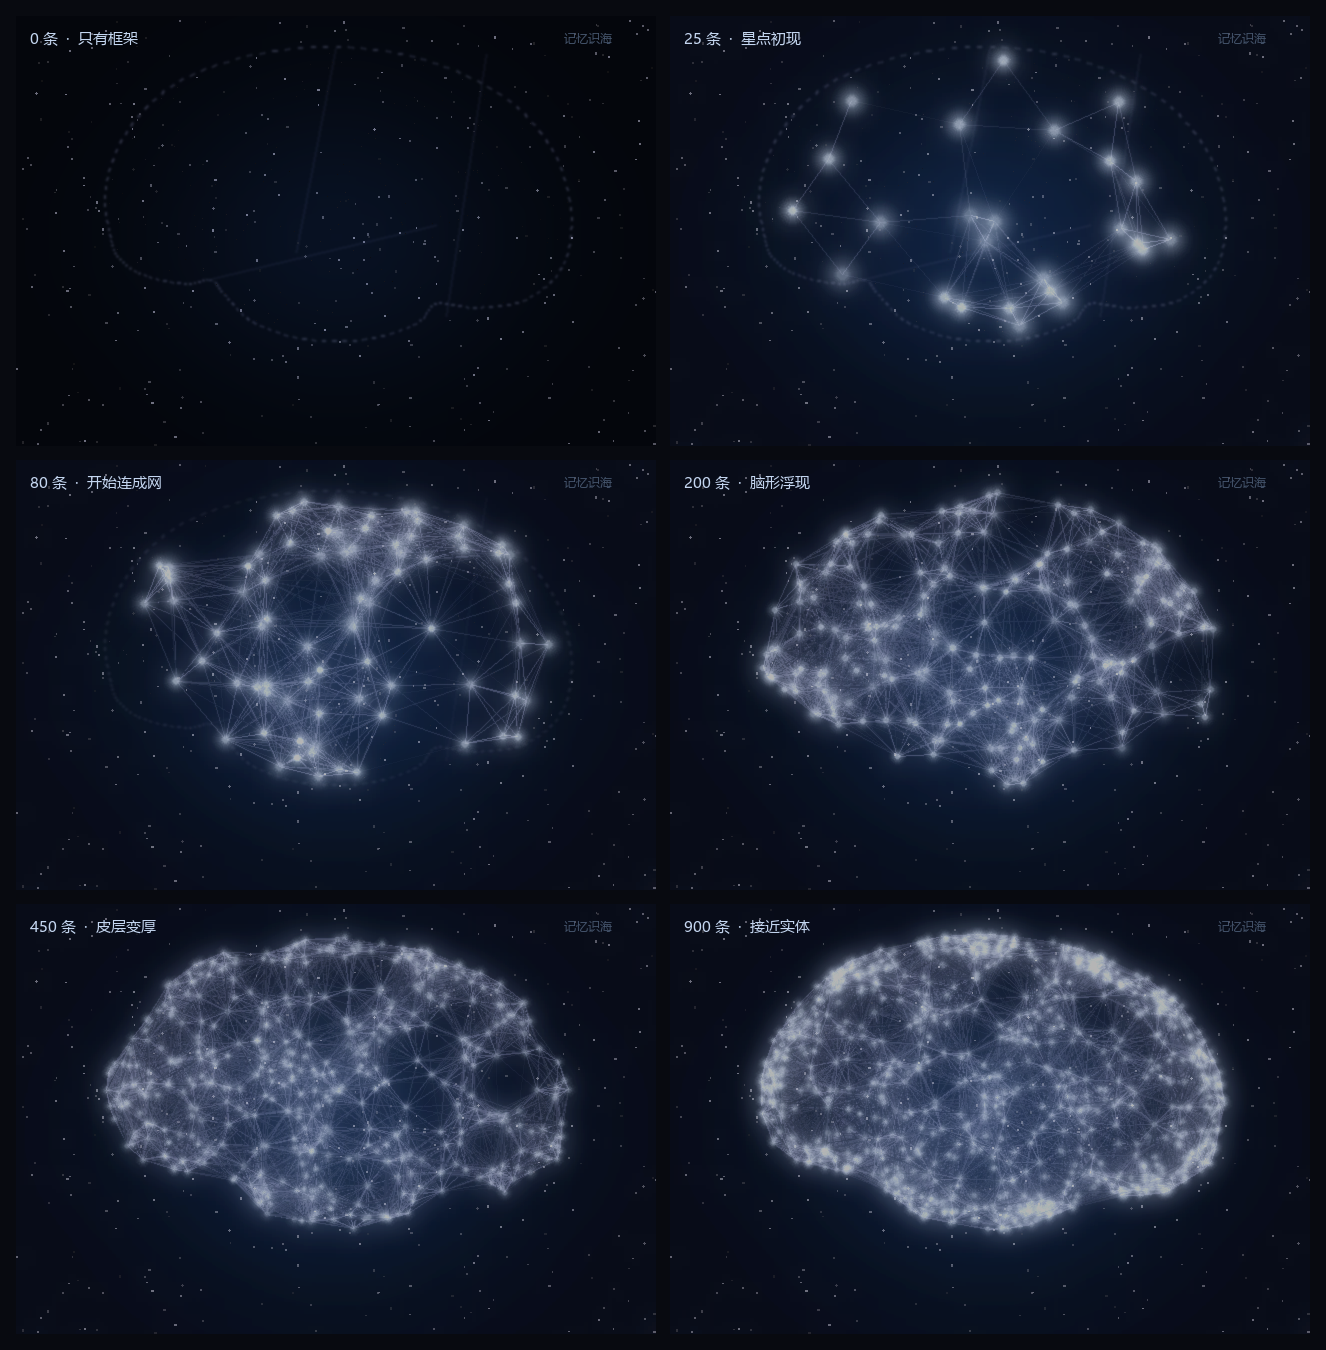 0 条 · 只有框架
记忆识海
25 条 · 星点初现
记忆识海
80 条 · 开始连成网
记忆识海
200 条 · 脑形浮现
记忆识海
450 条 · 皮层变厚
记忆识海
900 条 · 接近实体
记忆识海